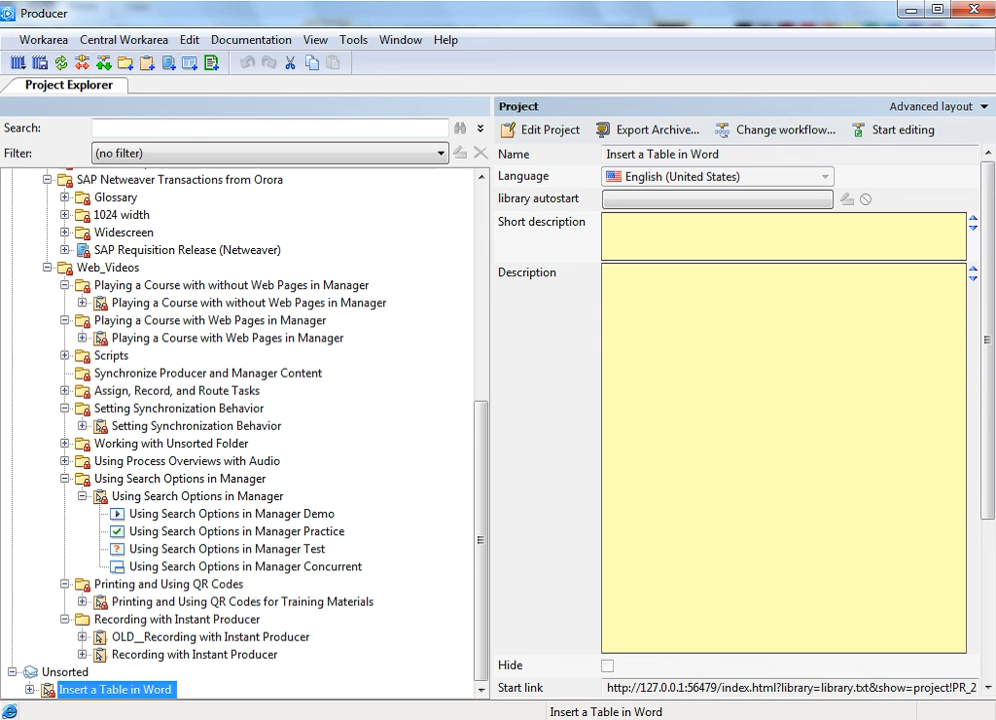 Producer
Workarea Central Workarea Edit Documentation View Tools Window Help
Project Explorer
Search:
Filter: (no filter)
SAP Netweaver Transactions from Orora
Glossary
1024 width
Widescreen
SAP Requisition Release (Netweaver)
Web_Videos
Playing a Course with without Web Pages in Manager
Playing a Course with without Web Pages in Manager
Playing a Course with Web Pages in Manager
Playing a Course with Web Pages in Manager
Scripts
Synchronize Producer and Manager Content
Assign, Record, and Route Tasks
Setting Synchronization Behavior
Setting Synchronization Behavior
Working with Unsorted Folder
Using Process Overviews with Audio
Using Search Options in Manager
Using Search Options in Manager
Using Search Options in Manager Demo
Using Search Options in Manager Practice
Using Search Options in Manager Test
Using Search Options in Manager Concurrent
Printing and Using QR Codes
Printing and Using QR Codes for Training Materials
Recording with Instant Producer
OLD__Recording with Instant Producer
Recording with Instant Producer
Unsorted
Insert a Table in Word
Project Advanced layout
Edit Project Export Archive... Change workflow... Start editing
Name Insert a Table in Word
Language English (United States)
library autostart
Short description
Description
Hide
Start link http://127.0.0.1:56479/index.html?library=library.txt&show=project!PR_2
Insert a Table in Word